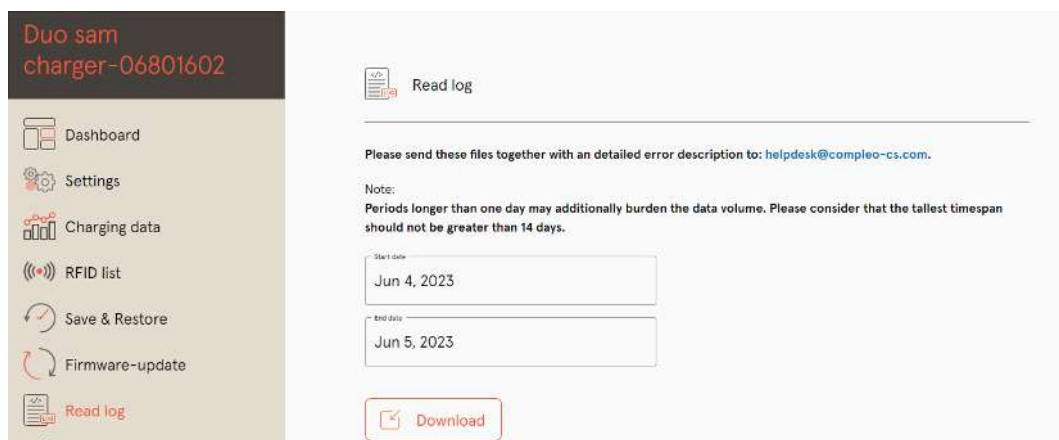 Duo sam
charger-06801602
Dashboard
Settings
Charging data
RFID list
Save & Restore
Firmware-update
Read log
Read log
Please send these files together with an detailed error description to: helpdesk@compleo-cs.com.
Note:
Periods longer than one day may additionally burden the data volume. Please consider that the tallest timespan
should not be greater than 14 days.
Start date
Jun 4, 2023
End date
Jun 5, 2023
Download